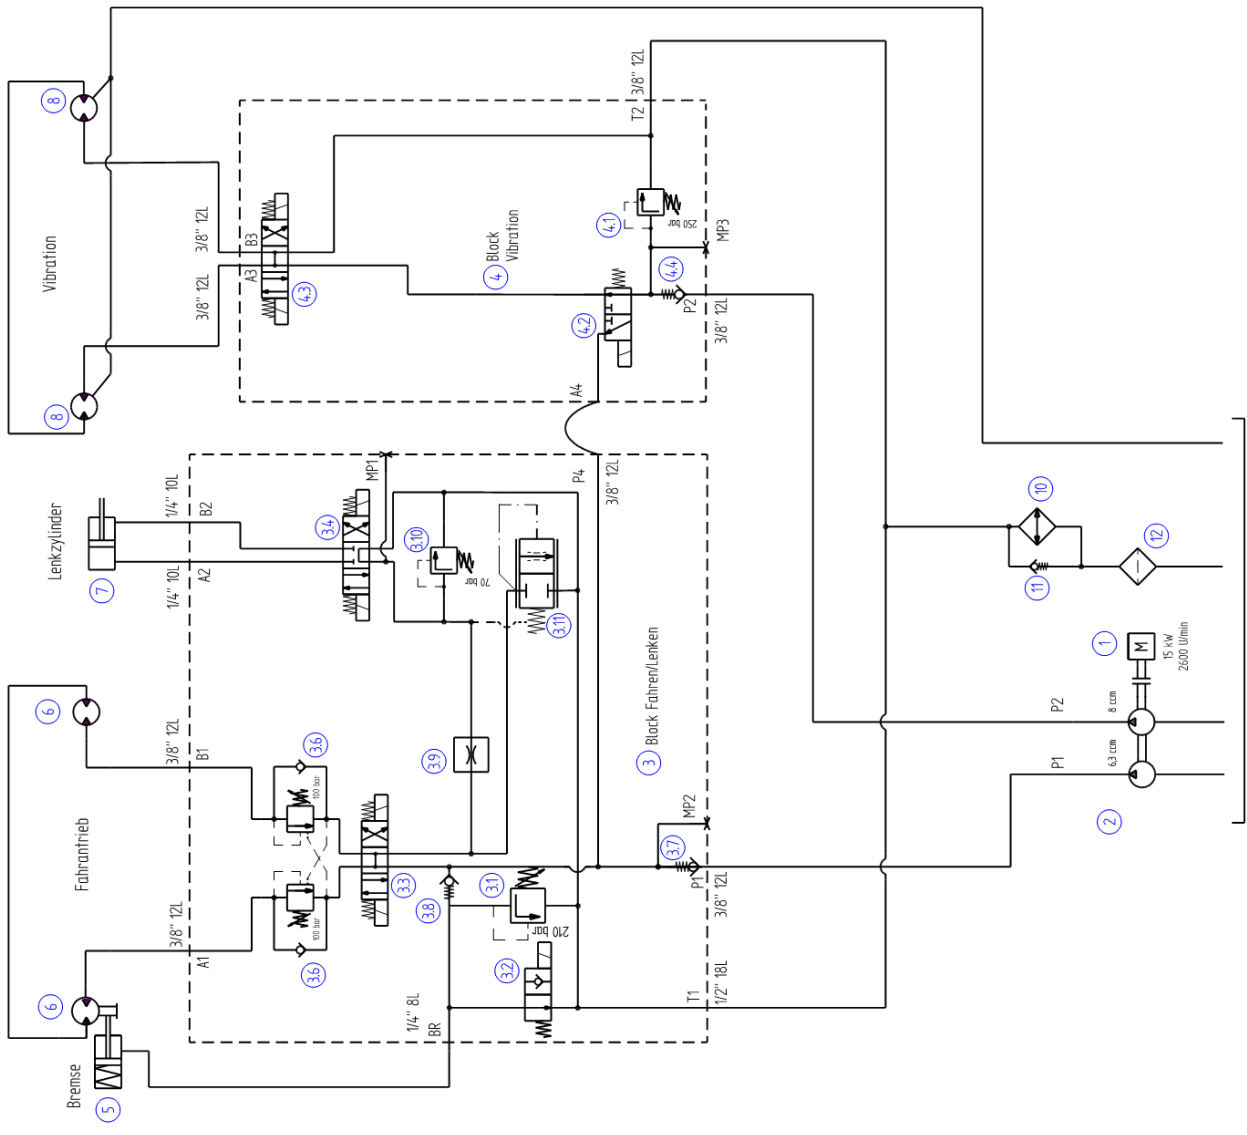 8
Vibration
8
3/8" 12L
3/8" 12L
B3
A3
4.3
4
Block
Vibration
4.1
250 bar
4.2
4.4
MP3
P2
3/8" 12L
T2
3/8" 12L
A4
P4
3/8" 12L
Lenkzylinder
7
1/4" 10L
B2
1/4" 10L
A2
3.4
MP1
3.10
70 bar
3.11
Block Fahren/Lenken
3
3.9
6
Fahrantrieb
6
3/8" 12L
B1
3/8" 12L
A1
3.6
100 bar
3.6
100 bar
3.3
3.8
3.1
210 bar
3.2
3.7
MP2
P1
3/8" 12L
T1
1/2" 18L
1/4" 8L
BR
Bremse
5
10
11
12
1
M
15 kW
2600 U/min
P2
8 ccm
P1
6,3 ccm
2